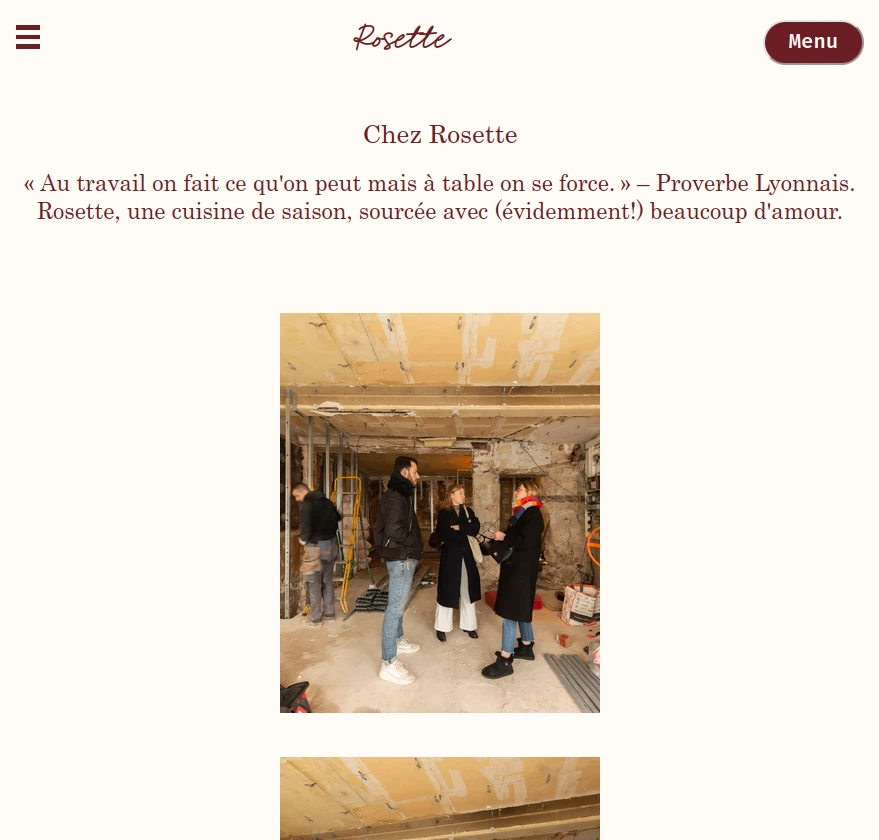 Rosette
Menu
Chez Rosette
« Au travail on fait ce qu'on peut mais à table on se force. » – Proverbe Lyonnais.
Rosette, une cuisine de saison, sourcée avec (évidemment!) beaucoup d'amour.